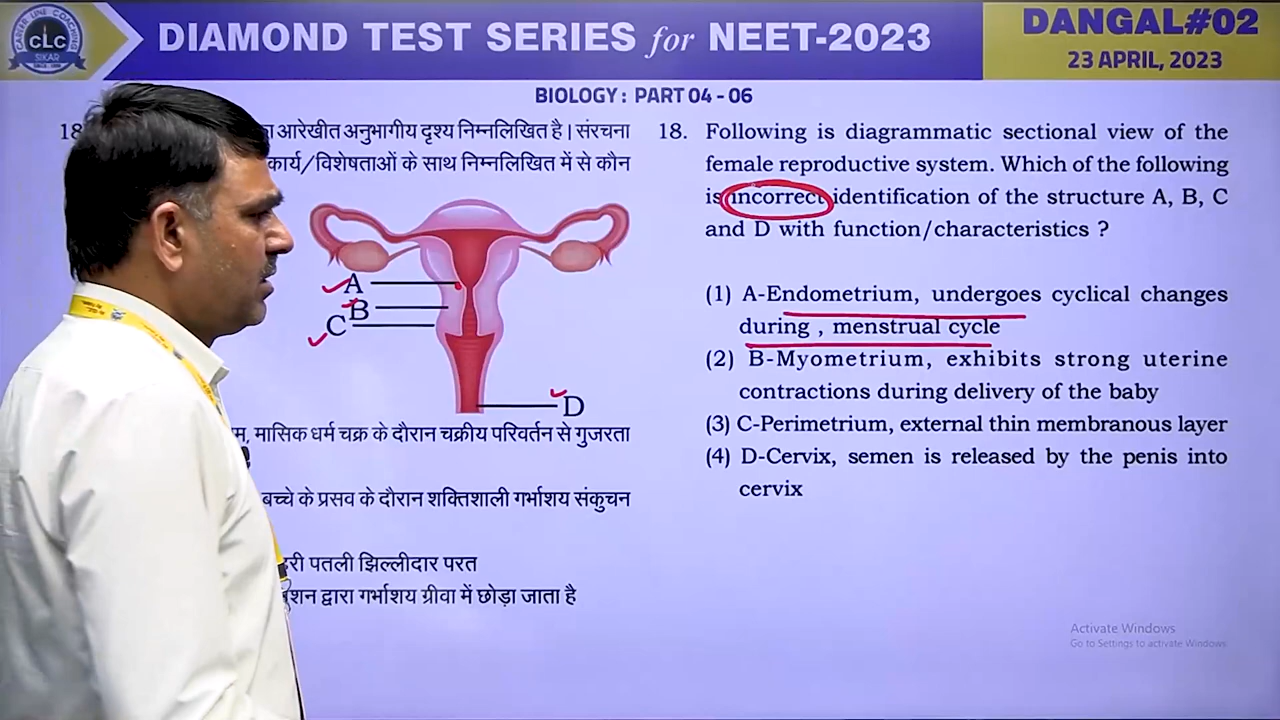 CAREER LINE COACHING
CLC
SIKAR
DIAMOND TEST SERIES for NEET-2023
DANGAL#02
23 APRIL, 2023
BIOLOGY : PART 04 - 06
18
आरेखीत अनुभागीय दृश्य निम्नलिखित है। संरचना
कार्य/विशेषताओं के साथ निम्नलिखित में से कौन
A
B
C
D
मासिक धर्म चक्र के दौरान चक्रीय परिवर्तन से गुजरता
बच्चे के प्रसव के दौरान शक्तिशाली गर्भाशय संकुचन
पतली झिल्लीदार परत
द्वारा गर्भाशय ग्रीवा में छोड़ा जाता है
18. Following is diagrammatic sectional view of the
female reproductive system. Which of the following
is incorrect identification of the structure A, B, C
and D with function/characteristics ?
(1) A-Endometrium, undergoes cyclical changes
during , menstrual cycle
(2) B-Myometrium, exhibits strong uterine
contractions during delivery of the baby
(3) C-Perimetrium, external thin membranous layer
(4) D-Cervix, semen is released by the penis into
cervix
Activate Windows
Go to Settings to activate Windows